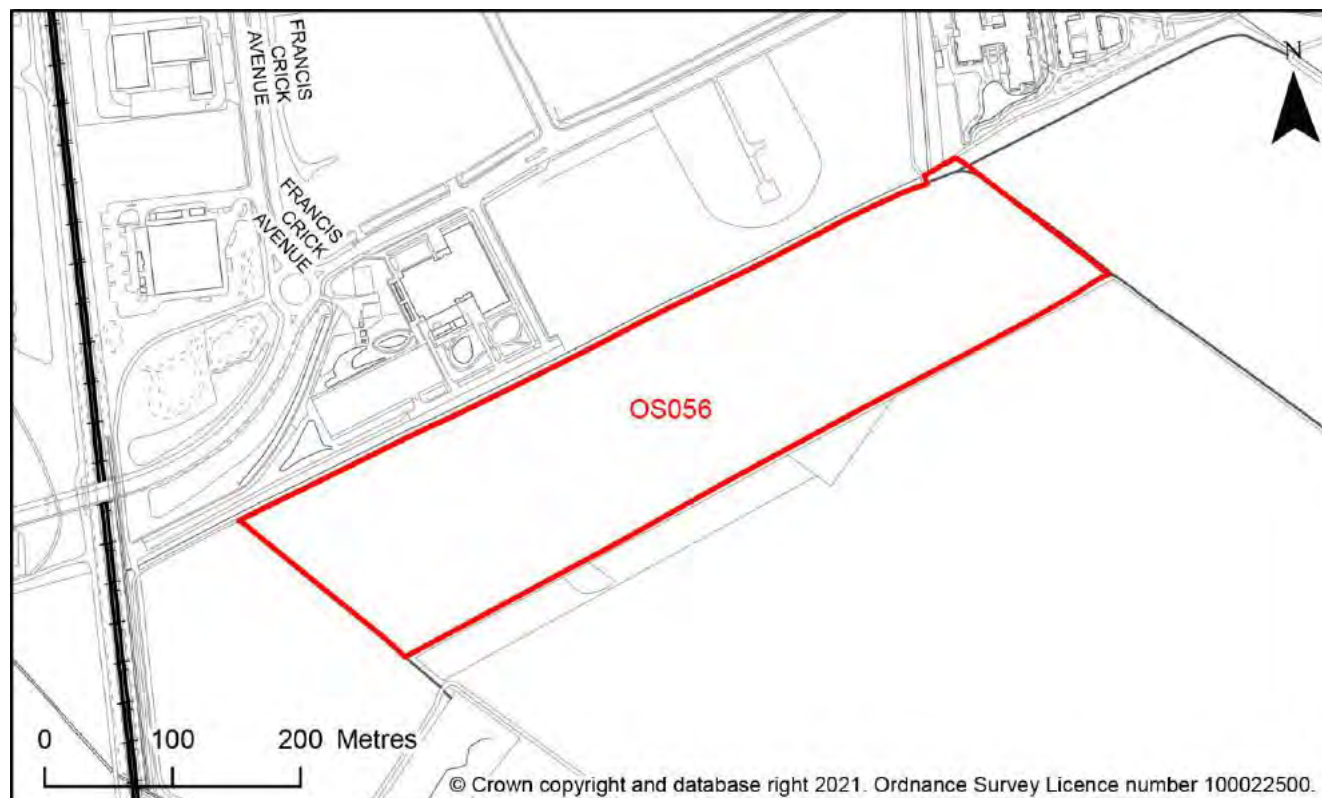 FRANCIS
CRICK
AVENUE
N
FRANCIS
CRICK
AVENUE
OS056
0 100 200 Metres
© Crown copyright and database right 2021. Ordnance Survey Licence number 100022500.